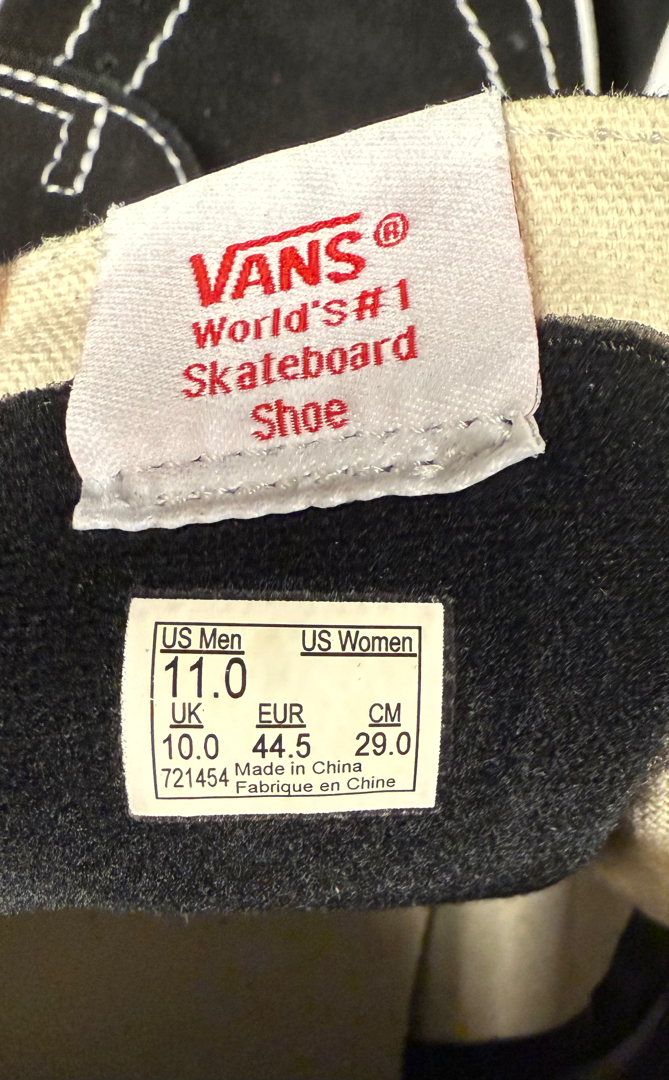 VANS®
World's #1
Skateboard
Shoe
US Men US Women
11.0
UK EUR CM
10.0 44.5 29.0
721454 Made in China
Fabrique en Chine